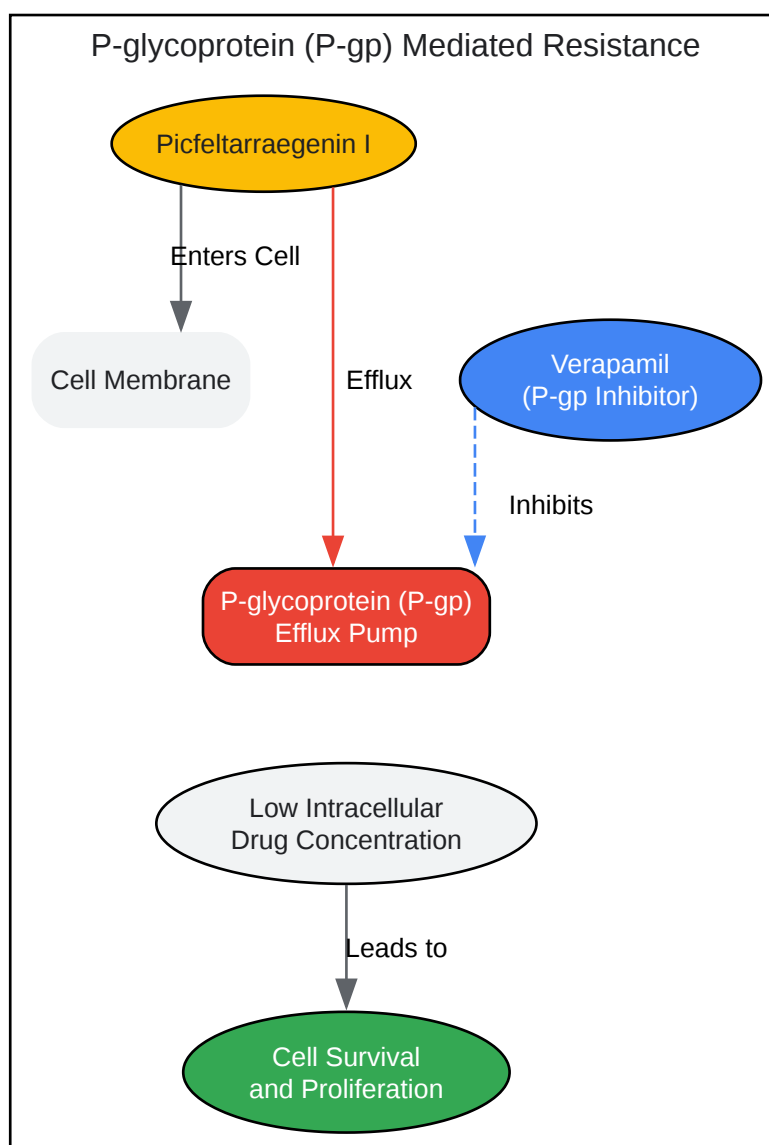 P-glycoprotein (P-gp) Mediated Resistance
Picfeltarraegenin I
Enters Cell
Cell Membrane
Efflux
Verapamil
(P-gp Inhibitor)
Inhibits
P-glycoprotein (P-gp)
Efflux Pump
Low Intracellular
Drug Concentration
Leads to
Cell Survival
and Proliferation